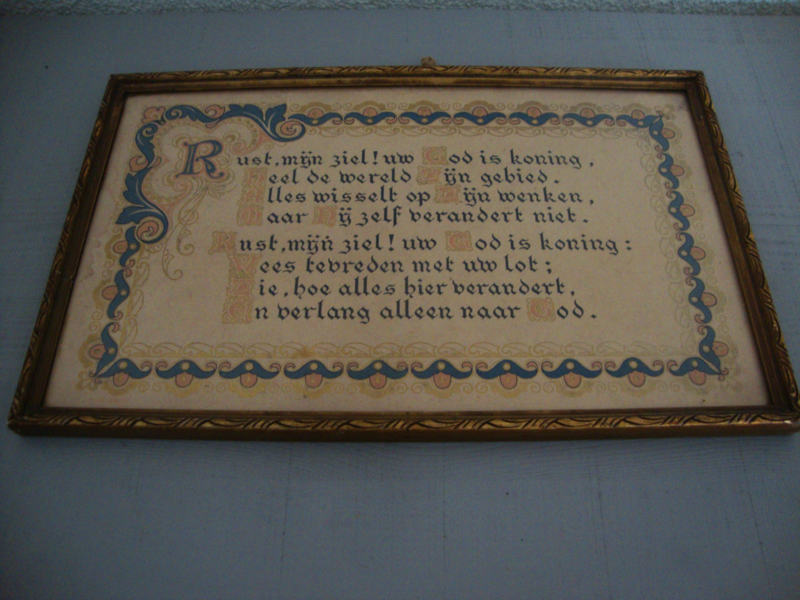 Rust, mijn ziel! uw God is koning,
Heel de wereld Zijn gebied.
Alles wisselt op Zijn wenken,
Maar Hij zelf verandert niet.
Rust, mijn ziel! uw God is koning:
Wees tevreden met uw lot;
Zie, hoe alles hier verandert,
En verlang alleen naar God.